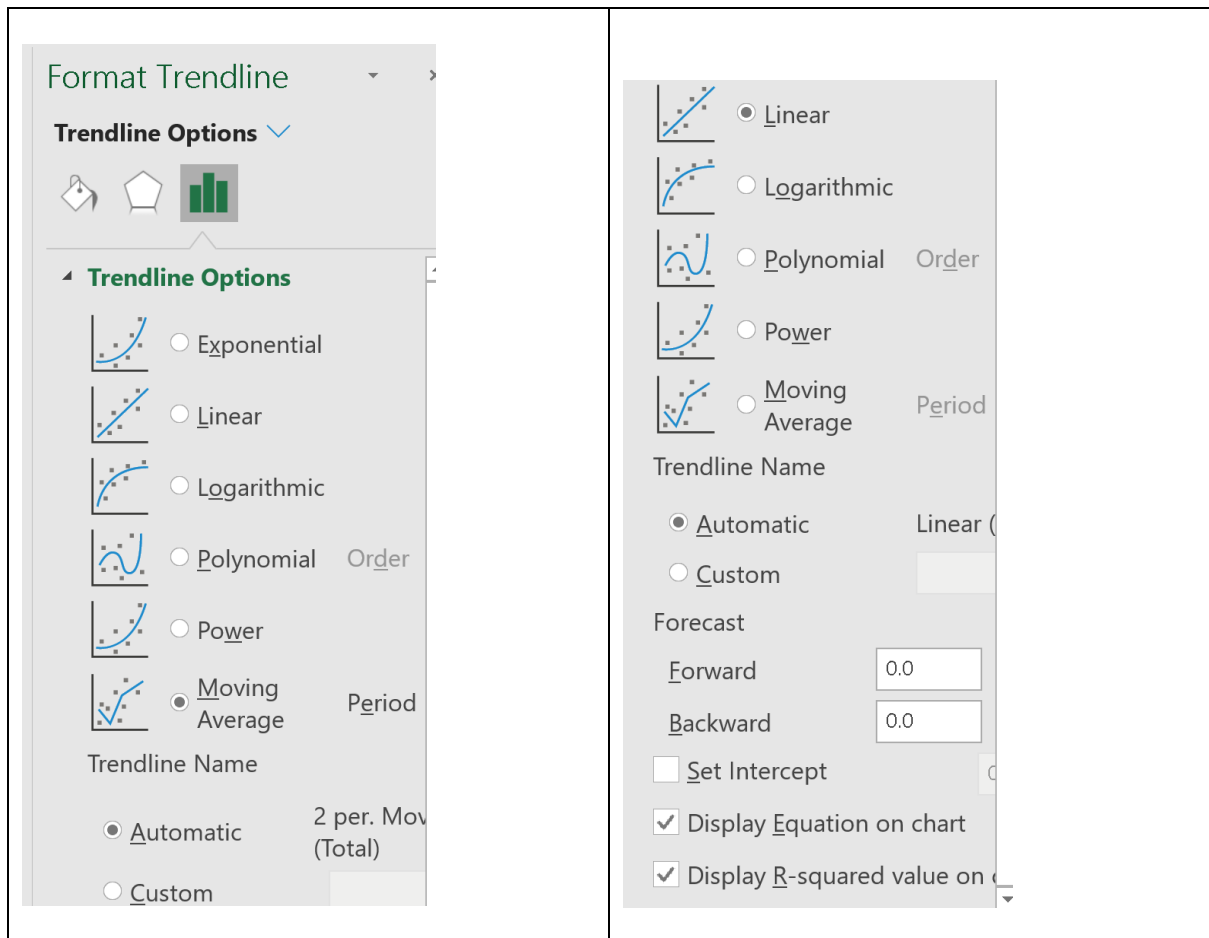 Format Trendline
Trendline Options
Trendline Options
Exponential
Linear
Logarithmic
Polynomial Order
Power
Moving
Average Period
Trendline Name
Automatic 2 per. Mov
(Total)
Custom
Linear
Logarithmic
Polynomial Order
Power
Moving
Average Period
Trendline Name
Automatic Linear (
Custom
Forecast
Forward 0.0
Backward 0.0
Set Intercept
Display Equation on chart
Display R-squared value on